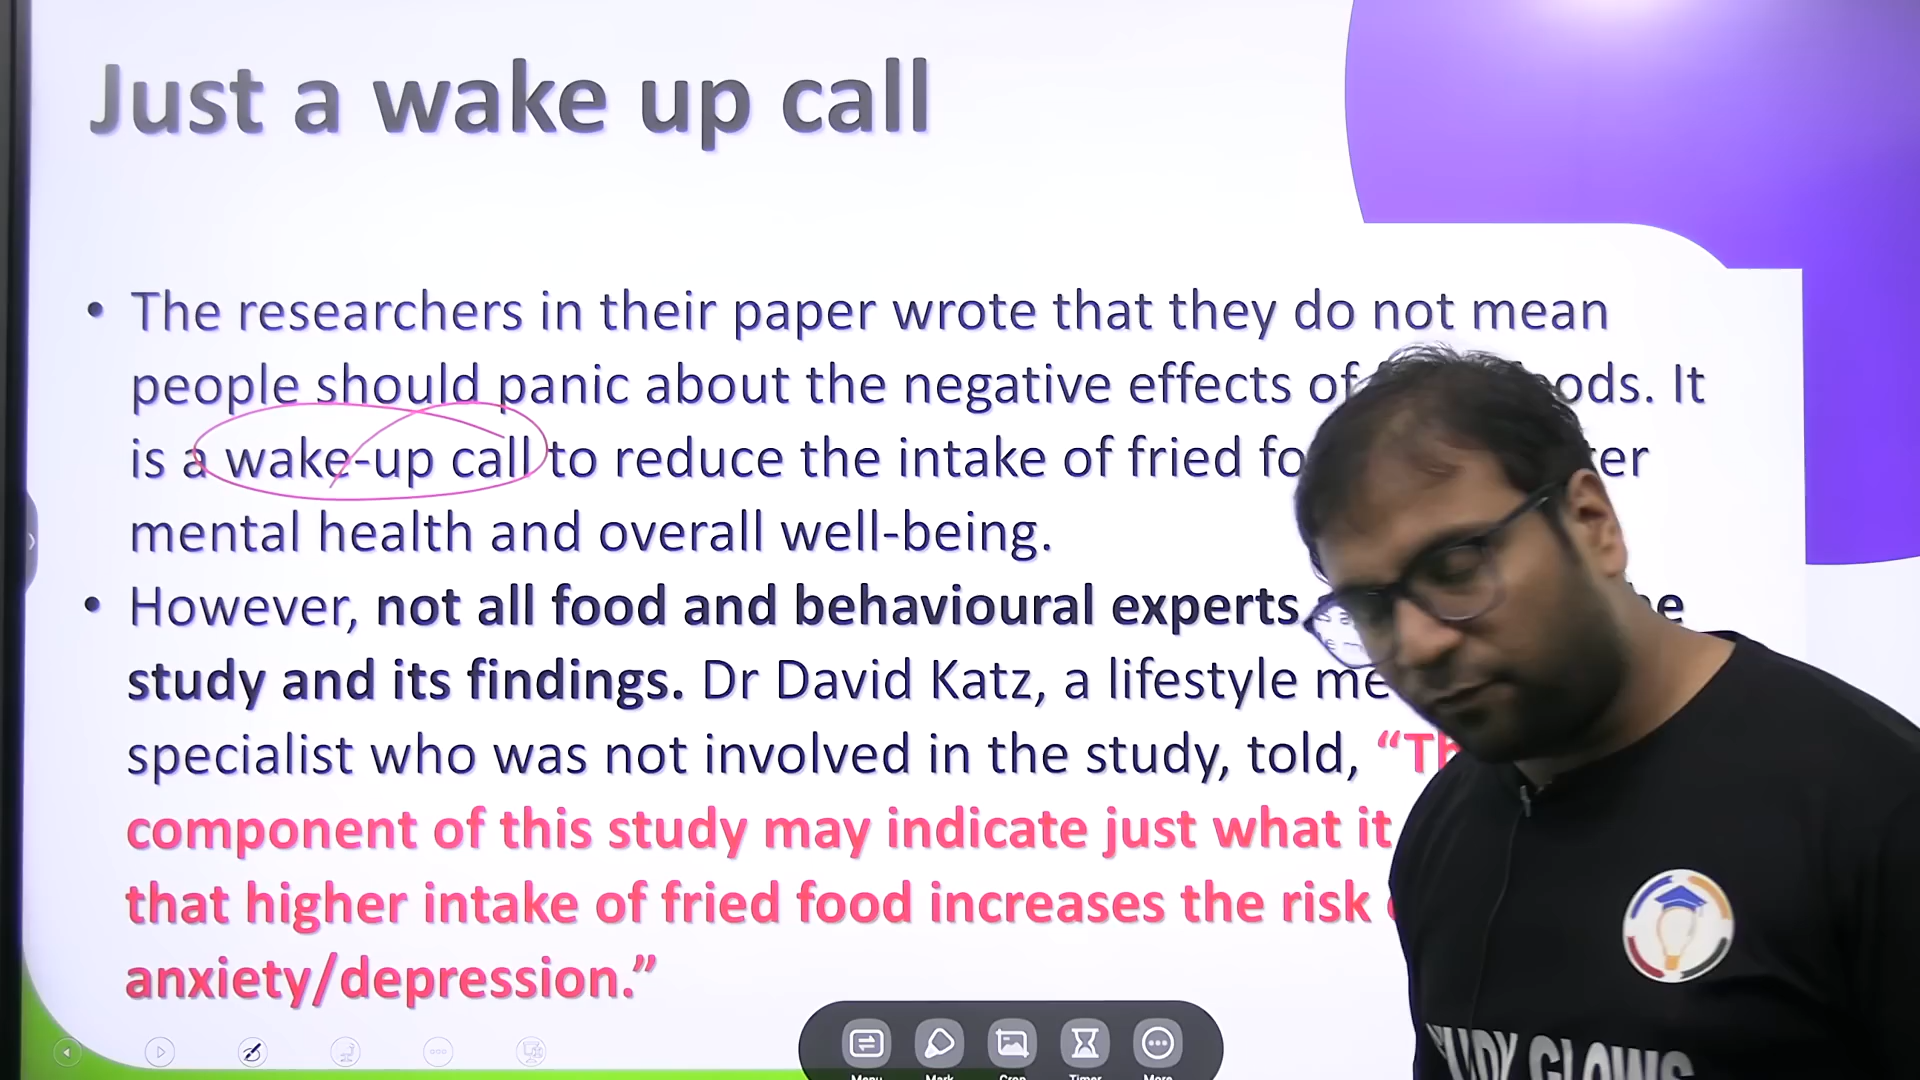 Just a wake up call
• The researchers in their paper wrote that they do not mean
people should panic about the negative effects of ods. It
is a wake-up call to reduce the intake of fried fo er
mental health and overall well-being.
• However, not all food and behavioural experts
study and its findings. Dr David Katz, a lifestyle me
specialist who was not involved in the study, told, “Th
component of this study may indicate just what it
that higher intake of fried food increases the risk
anxiety/depression.”
Menu Mark Crop Timer More
STUDY GLOWS